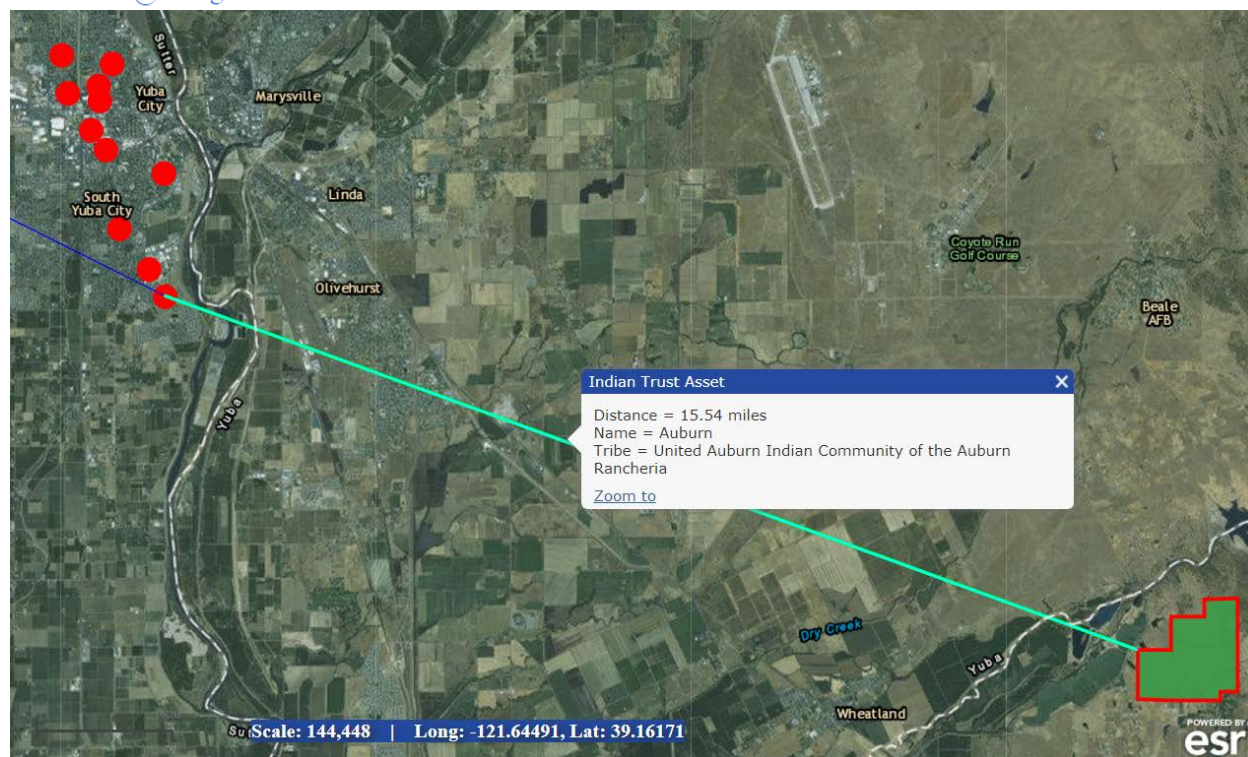 Sutter
Yuba
City
Marysville
South
Yuba City
Linda
Coyote Run
Golf Course
Olivehurst
Beale
AFB
Indian Trust Asset
Distance = 15.54 miles
Name = Auburn
Tribe = United Auburn Indian Community of the Auburn
Rancheria
Zoom to
Yuba
Dry Creek
Yuba
Wheatland
Scale: 144,448 | Long: -121.64491, Lat: 39.16171
POWERED BY
esr